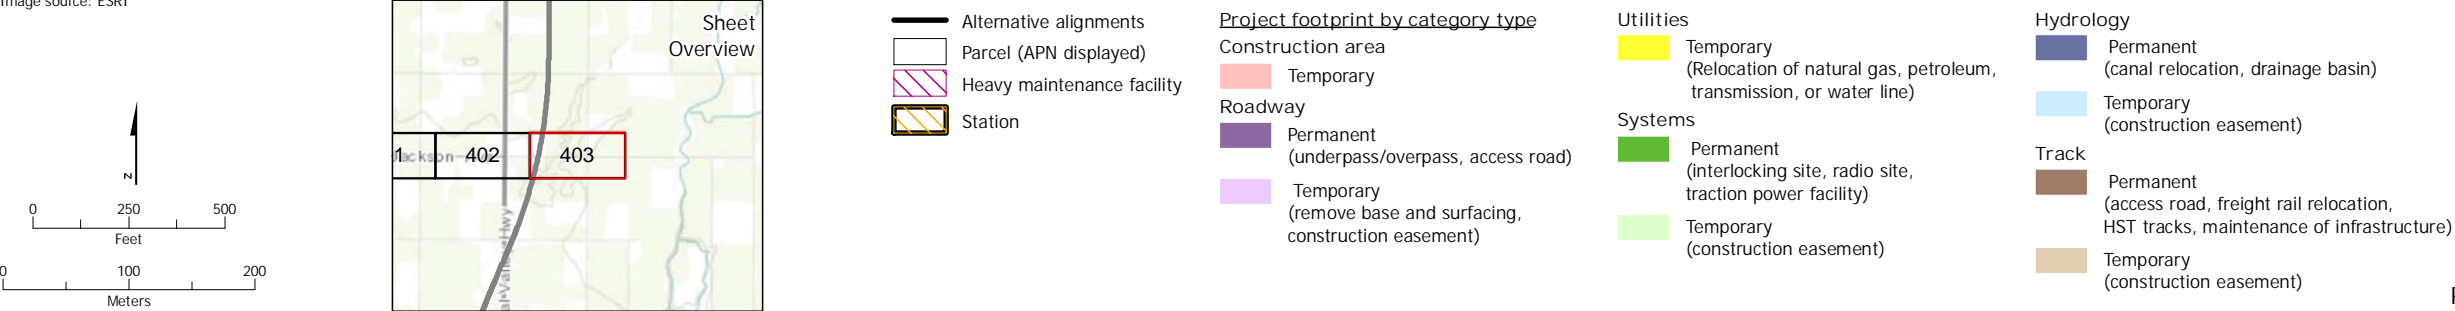 Image source: ESRI
N
0 250 500
Feet
0 100 200
Meters
Sheet
Overview
Jackson
1
402
403
Alternative alignments
Parcel (APN displayed)
Heavy maintenance facility
Station
Project footprint by category type
Construction area
Temporary
Roadway
Permanent
(underpass/overpass, access road)
Temporary
(remove base and surfacing,
construction easement)
Utilities
Temporary
(Relocation of natural gas, petroleum,
transmission, or water line)
Systems
Permanent
(interlocking site, radio site,
traction power facility)
Temporary
(construction easement)
Hydrology
Permanent
(canal relocation, drainage basin)
Temporary
(construction easement)
Track
Permanent
(access road, freight rail relocation,
HST tracks, maintenance of infrastructure)
Temporary
(construction easement)